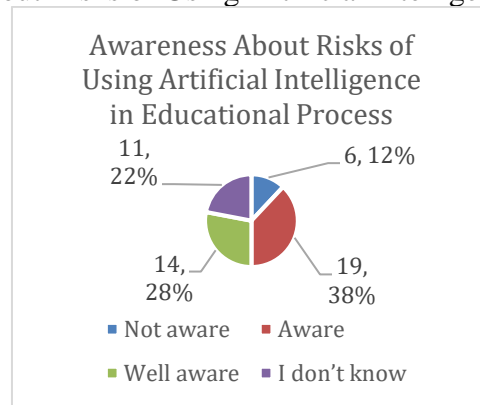 Awareness About Risks of
Using Artificial Intelligence
in Educational Process
11,
22%
6, 12%
14,
28%
19,
38%
Not aware
Aware
Well aware
I don’t know